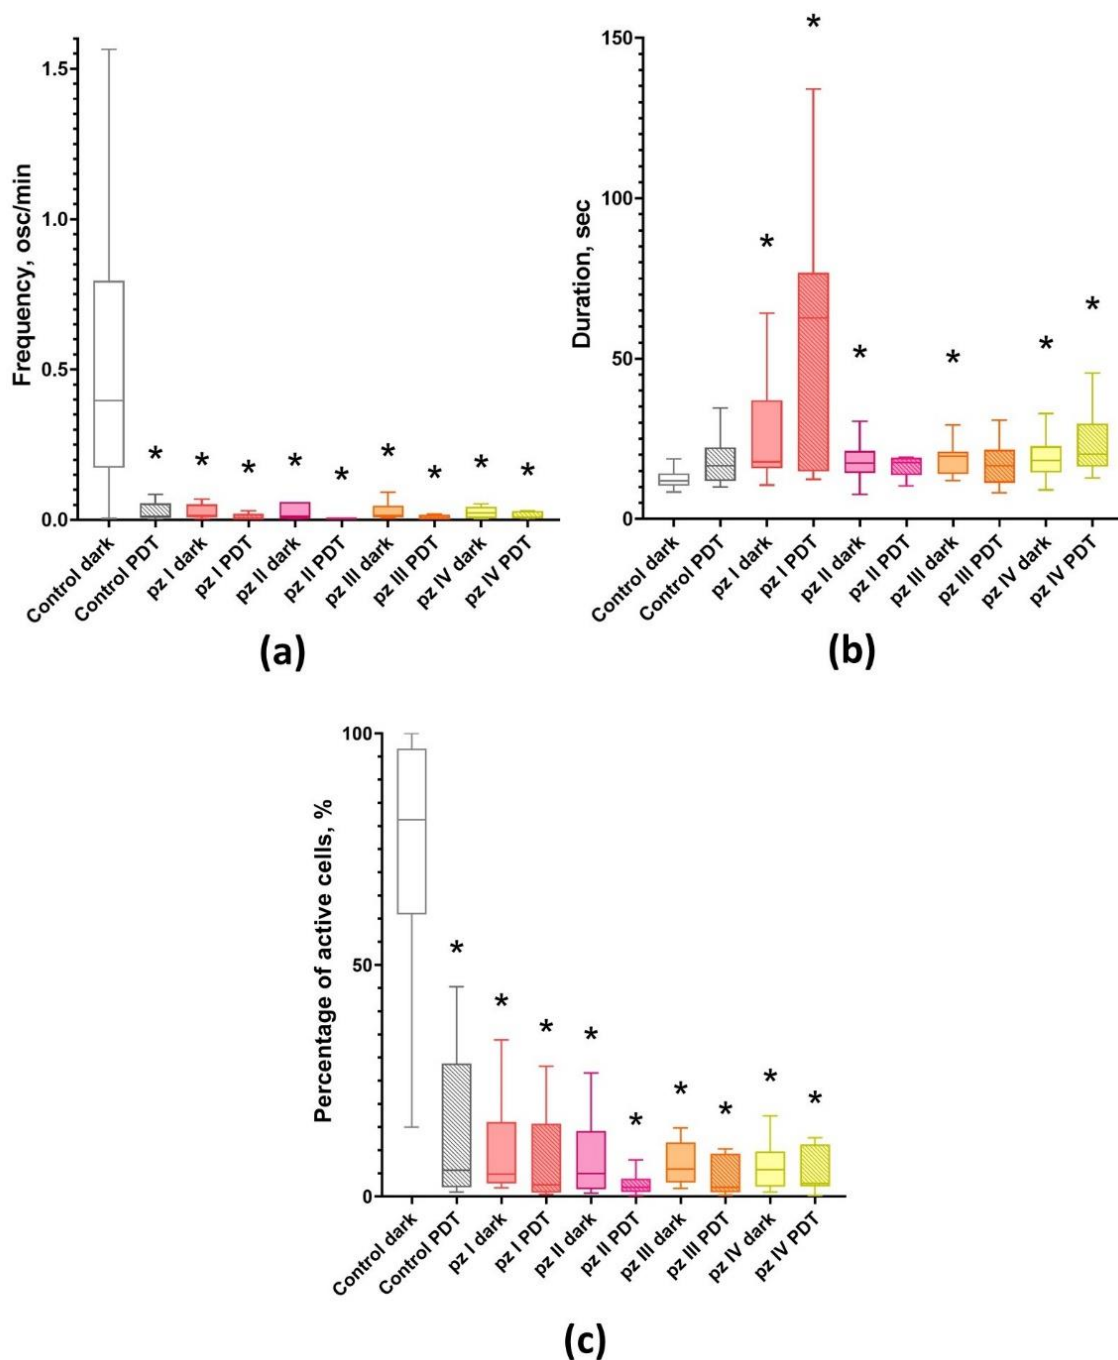 Frequency, osc/min
1.5
1.0
0.5
0.0
* * * * * * * * *
Control dark
Control PDT
pz I dark
pz I PDT
pz II dark
pz II PDT
pz III dark
pz III PDT
pz IV dark
pz IV PDT
(a)
Duration, sec
150
100
50
0
* * * * * *
Control dark
Control PDT
pz I dark
pz I PDT
pz II dark
pz II PDT
pz III dark
pz III PDT
pz IV dark
pz IV PDT
(b)
Percentage of active cells, %
100
50
0
* * * * * * * * *
Control dark
Control PDT
pz I dark
pz I PDT
pz II dark
pz II PDT
pz III dark
pz III PDT
pz IV dark
pz IV PDT
(c)